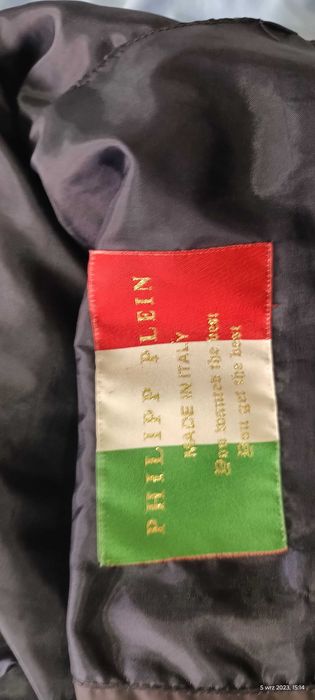 PHILIPP PLEIN
MADE IN ITALY
You wanted the best
You got the best
5 wrz 2023, 15:14